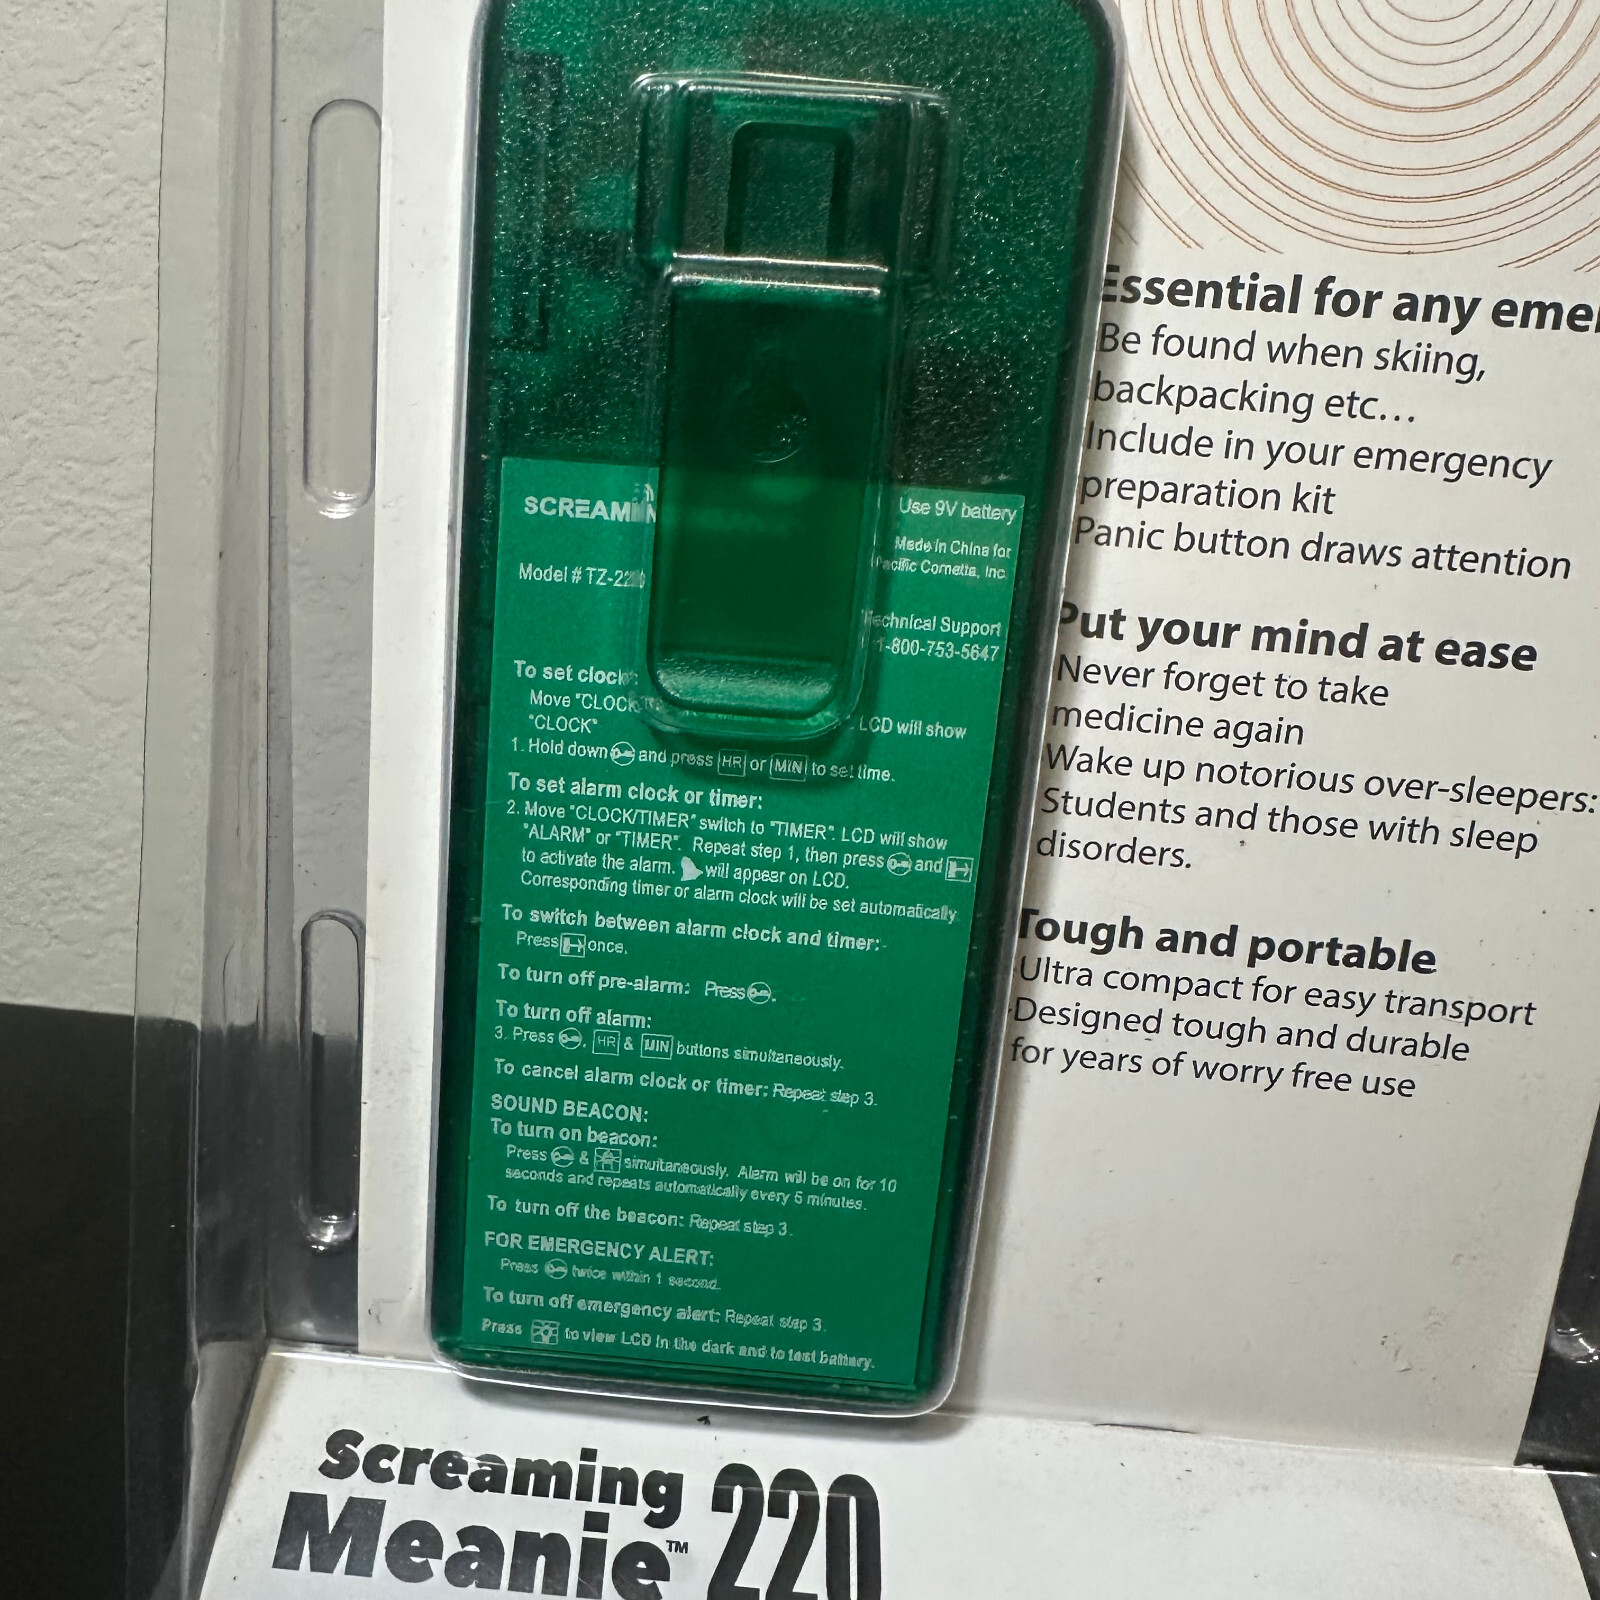 SCREAMIN
Use 9V battery
Made in China for
Pacific Cometta, Inc.
Model # TZ-220
Technical Support
1-800-753-5647
To set clock:
Move "CLOCK
LCD will show
"CLOCK"
1. Hold down and press HR or MIN to set time.
To set alarm clock or timer:
2. Move "CLOCK/TIMER" switch to "TIMER". LCD will show
"ALARM" or "TIMER". Repeat step 1, then press and
to activate the alarm. will appear on LCD.
Corresponding timer or alarm clock will be set automatically
To switch between alarm clock and timer:
Press once.
To turn off pre-alarm: Press .
To turn off alarm:
3. Press , HR & MIN buttons simultaneously.
To cancel alarm clock or timer: Repeat step 3.
SOUND BEACON:
To turn on beacon:
Press & simultaneously. Alarm will be on for 10
seconds and repeats automatically every 5 minutes.
To turn off the beacon: Repeat step 3.
FOR EMERGENCY ALERT:
Press twice within 1 second.
To turn off emergency alert: Repeat step 3.
Press to view LCD in the dark and to test battery.
Essential for any emer
Be found when skiing,
backpacking etc...
Include in your emergency
preparation kit
Panic button draws attention
Put your mind at ease
Never forget to take
medicine again
Wake up notorious over-sleepers:
Students and those with sleep
disorders.
Tough and portable
Ultra compact for easy transport
Designed tough and durable
for years of worry free use
Screaming
Meanie™ 220